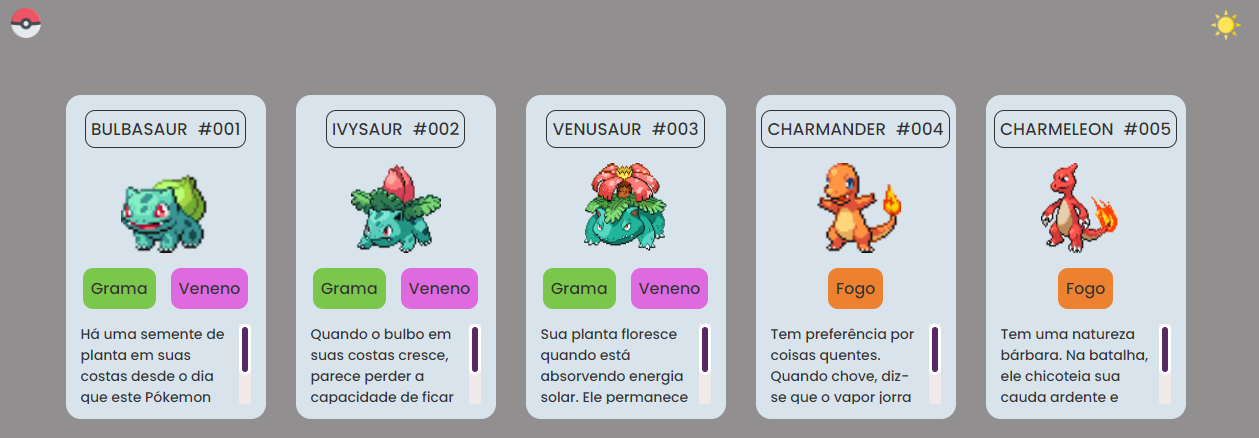 BULBASAUR #001
Grama Veneno
Há uma semente de
planta em suas
costas desde o dia
que este Pókemon
IVYSAUR #002
Grama Veneno
Quando o bulbo em
suas costas cresce,
parece perder a
capacidade de ficar
VENUSAUR #003
Grama Veneno
Sua planta floresce
quando está
absorvendo energia
solar. Ele permanece
CHARMANDER #004
Fogo
Tem preferência por
coisas quentes.
Quando chove, diz-
se que o vapor jorra
CHARMELEON #005
Fogo
Tem uma natureza
bárbara. Na batalha,
ele chicoteia sua
cauda ardente e